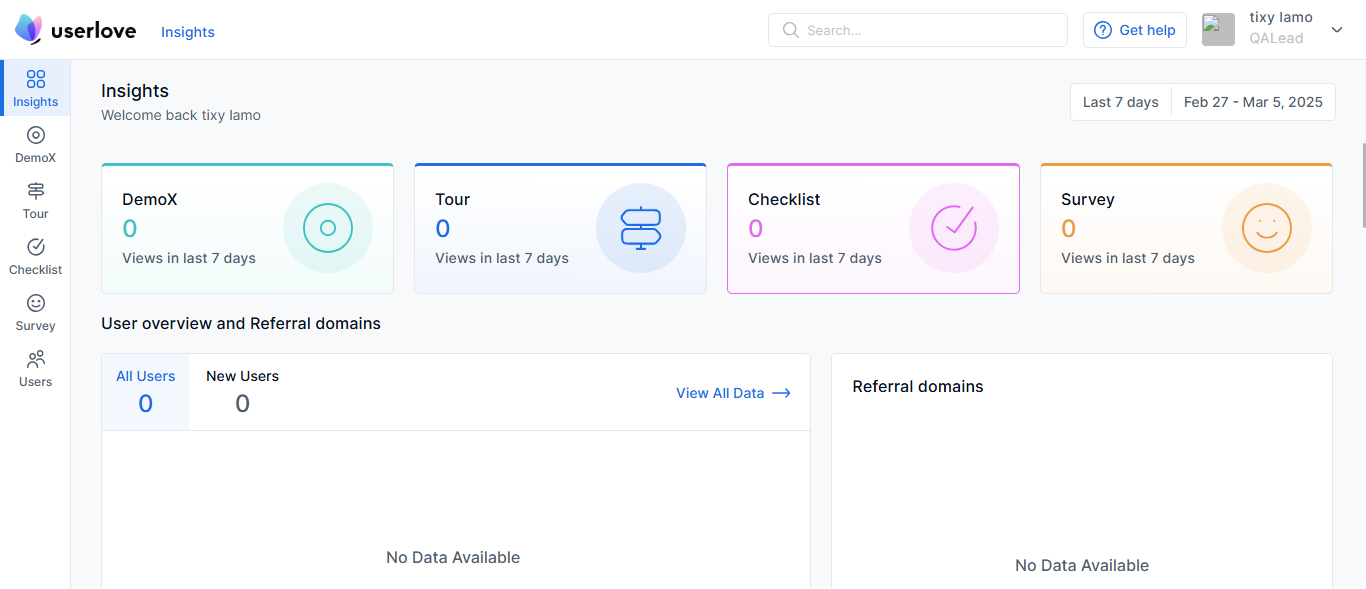 userlove
Insights
Search...
Get help
tixy lamo
QALead
Insights
DemoX
Tour
Checklist
Survey
Users
Insights
Welcome back tixy lamo
Last 7 days
Feb 27 - Mar 5, 2025
DemoX
0
Views in last 7 days
Tour
0
Views in last 7 days
Checklist
0
Views in last 7 days
Survey
0
Views in last 7 days
User overview and Referral domains
All Users
0
New Users
0
View All Data
No Data Available
Referral domains
No Data Available